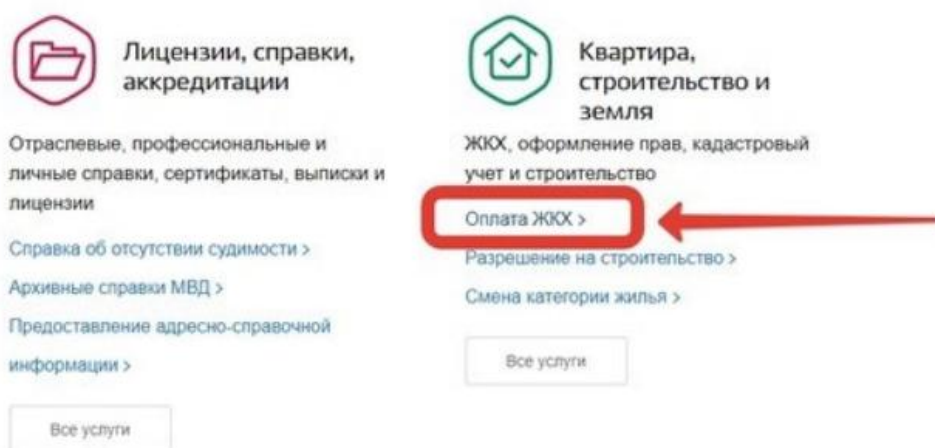 Лицензии, справки,
аккредитации
Отраслевые, профессиональные и
личные справки, сертификаты, выписки и
лицензии
Справка об отсутствии судимости >
Архивные справки МВД >
Предоставление адресно-справочной
информации >
Все услуги
Квартира,
строительство и
земля
ЖКХ, оформление прав, кадастровый
учет и строительство
Оплата ЖКХ >
Разрешение на строительство >
Смена категории жилья >
Все услуги